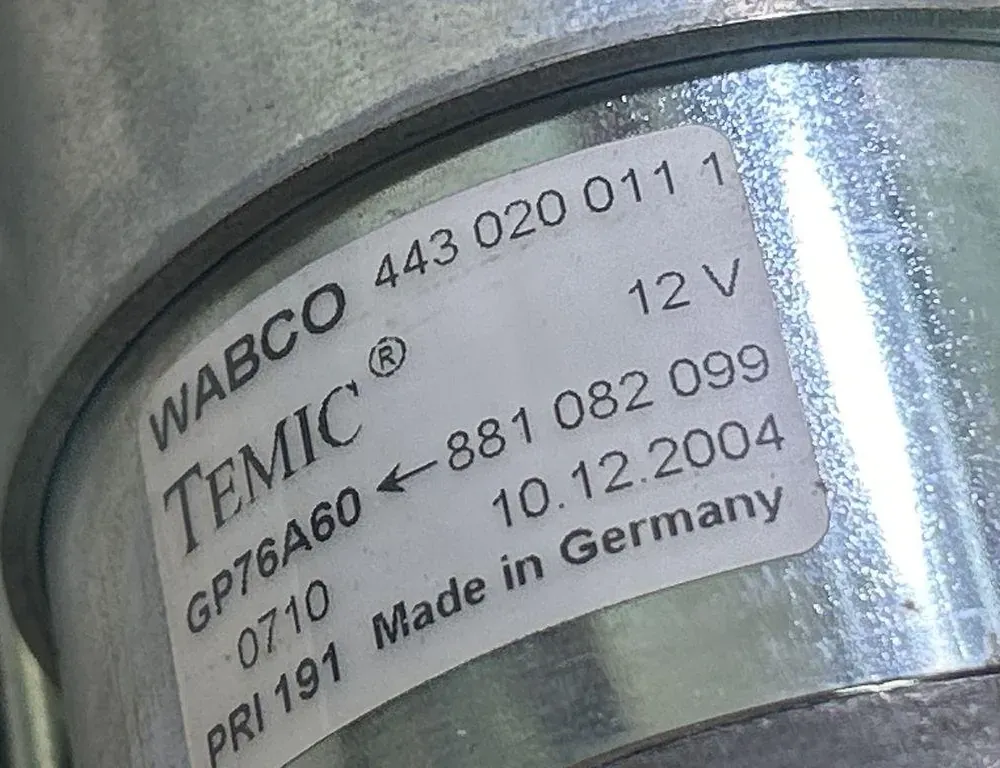 WABCO 443 020 011 1
TEMIC ® 12 V
GP76A60 ← 881 082 099
0710 10.12.2004
PRI 191 Made in Germany